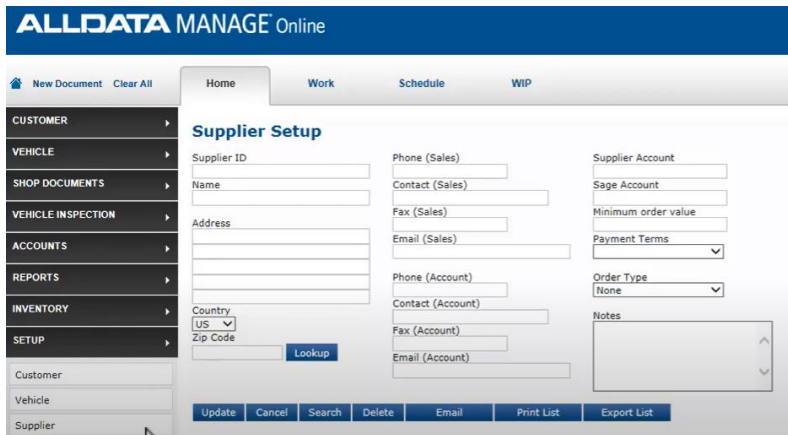 ALLDATA MANAGE Online
New Document Clear All
Home Work Schedule WIP
CUSTOMER
VEHICLE
SHOP DOCUMENTS
VEHICLE INSPECTION
ACCOUNTS
REPORTS
INVENTORY
SETUP
Customer
Vehicle
Supplier
Supplier Setup
Supplier ID
Name
Address
Country
US
Zip Code
Lookup
Phone (Sales)
Contact (Sales)
Fax (Sales)
Email (Sales)
Phone (Account)
Contact (Account)
Fax (Account)
Email (Account)
Supplier Account
Sage Account
Minimum order value
Payment Terms
Order Type
None
Notes
Update Cancel Search Delete Email Print List Export List